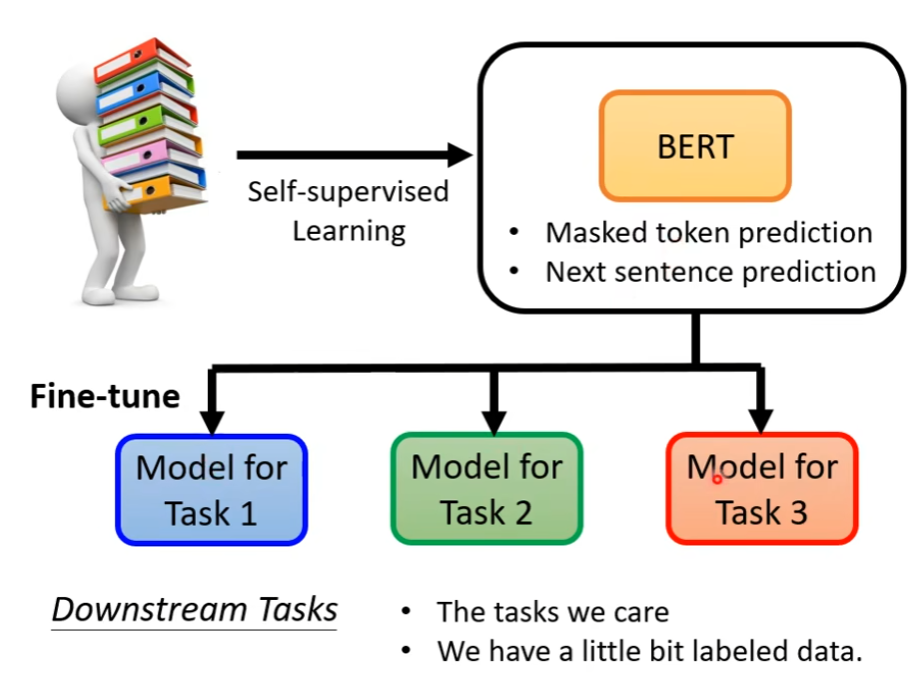 BERT
Self-supervised
Learning
• Masked token prediction
• Next sentence prediction
Fine-tune
Model for
Task 1
Model for
Task 2
Model for
Task 3
Downstream Tasks
• The tasks we care
• We have a little bit labeled data.